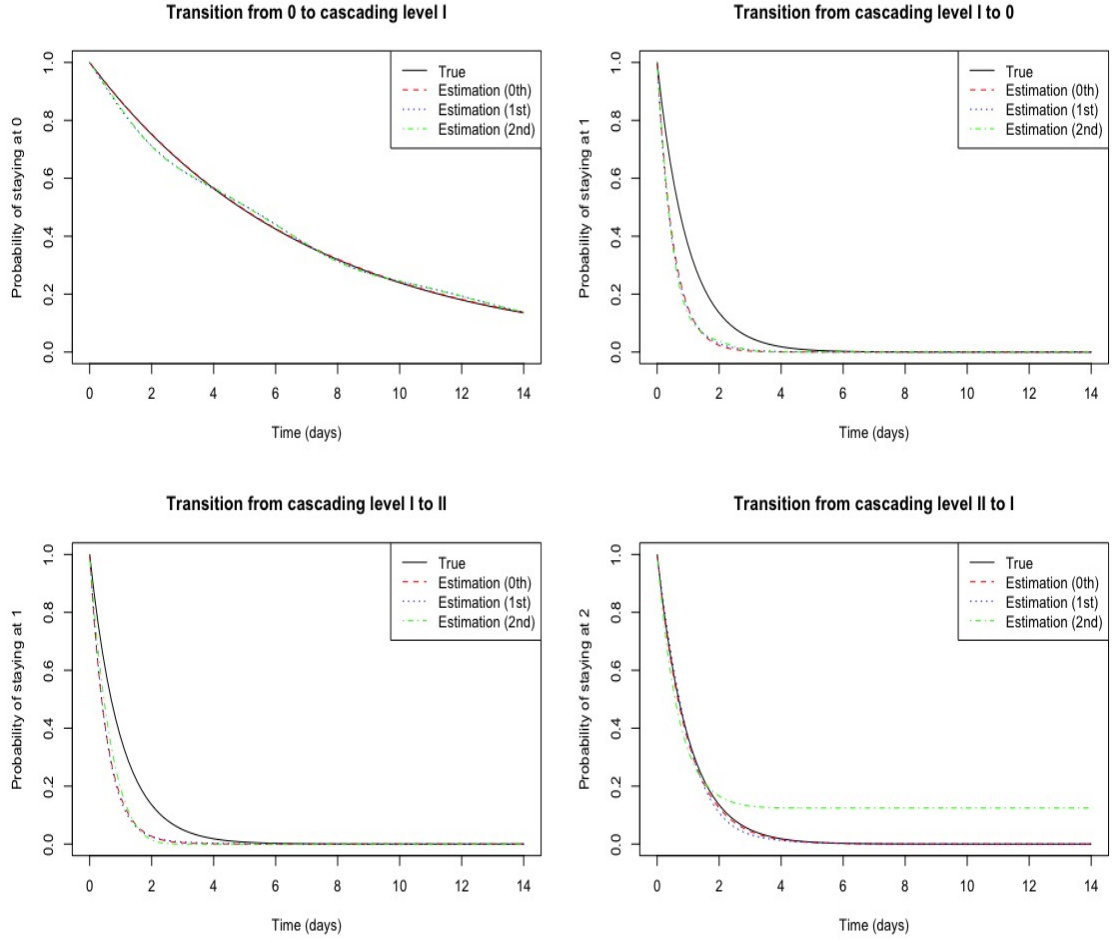 Transition from 0 to cascading level I
Probability of staying at 0
1.0
0.8
0.6
0.4
0.2
0.0
True
Estimation (0th)
Estimation (1st)
Estimation (2nd)
0 2 4 6 8 10 12 14
Time (days)
Transition from cascading level I to 0
Probability of staying at 1
1.0
0.8
0.6
0.4
0.2
0.0
True
Estimation (0th)
Estimation (1st)
Estimation (2nd)
0 2 4 6 8 10 12 14
Time (days)
Transition from cascading level I to II
Probability of staying at 1
1.0
0.8
0.6
0.4
0.2
0.0
True
Estimation (0th)
Estimation (1st)
Estimation (2nd)
0 2 4 6 8 10 12 14
Time (days)
Transition from cascading level II to I
Probability of staying at 2
1.0
0.8
0.6
0.4
0.2
0.0
True
Estimation (0th)
Estimation (1st)
Estimation (2nd)
0 2 4 6 8 10 12 14
Time (days)